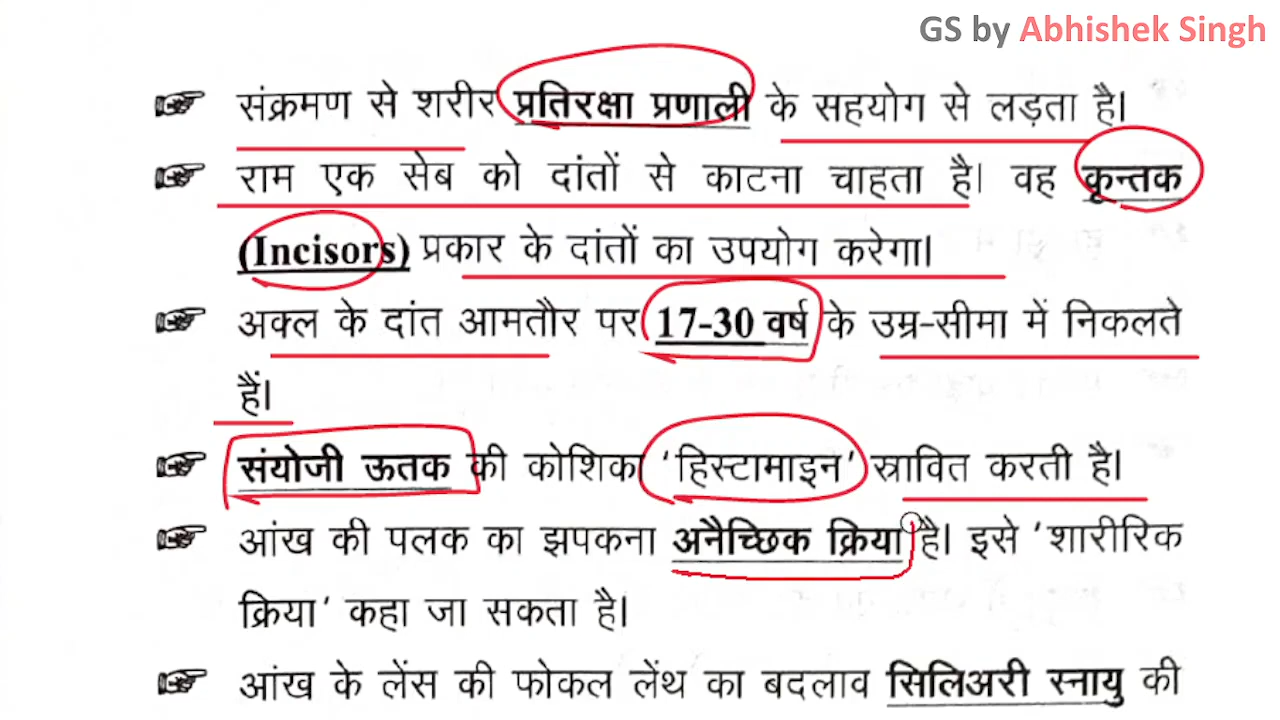 GS by Abhishek Singh
☞ संक्रमण से शरीर प्रतिरक्षा प्रणाली के सहयोग से लड़ता है।
☞ राम एक सेब को दांतों से काटना चाहता है। वह कृन्तक
(Incisors) प्रकार के दांतों का उपयोग करेगा।
☞ अक्ल के दांत आमतौर पर 17-30 वर्ष के उम्र-सीमा में निकलते
हैं।
☞ संयोजी ऊतक की कोशिका 'हिस्टामाइन' स्रावित करती है।
☞ आंख की पलक का झपकना अनैच्छिक क्रिया है। इसे 'शारीरिक
क्रिया' कहा जा सकता है।
☞ आंख के लेंस की फोकल लेंथ का बदलाव सिलिअरी स्नायु की